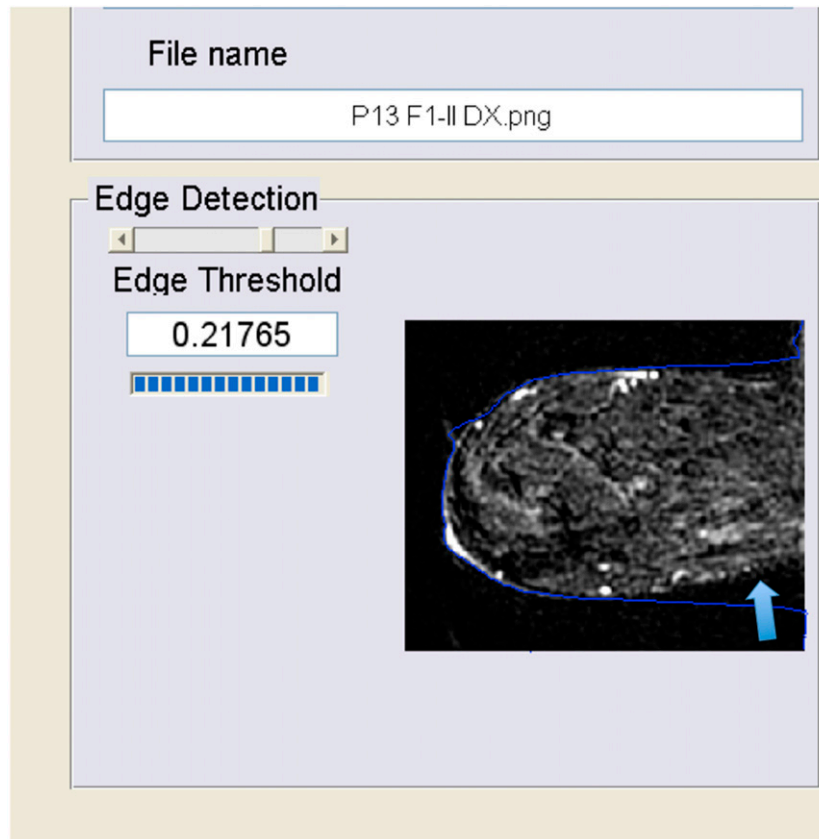 File name
P13 F1-II DX.png
Edge Detection
Edge Threshold
0.21765